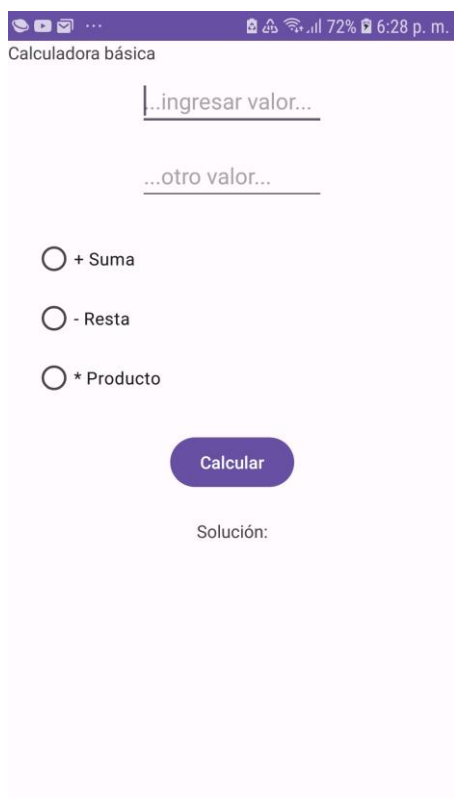 72% 6:28 p. m.
Calculadora básica
...ingresar valor...
...otro valor...
+ Suma
- Resta
* Producto
Calcular
Solución: